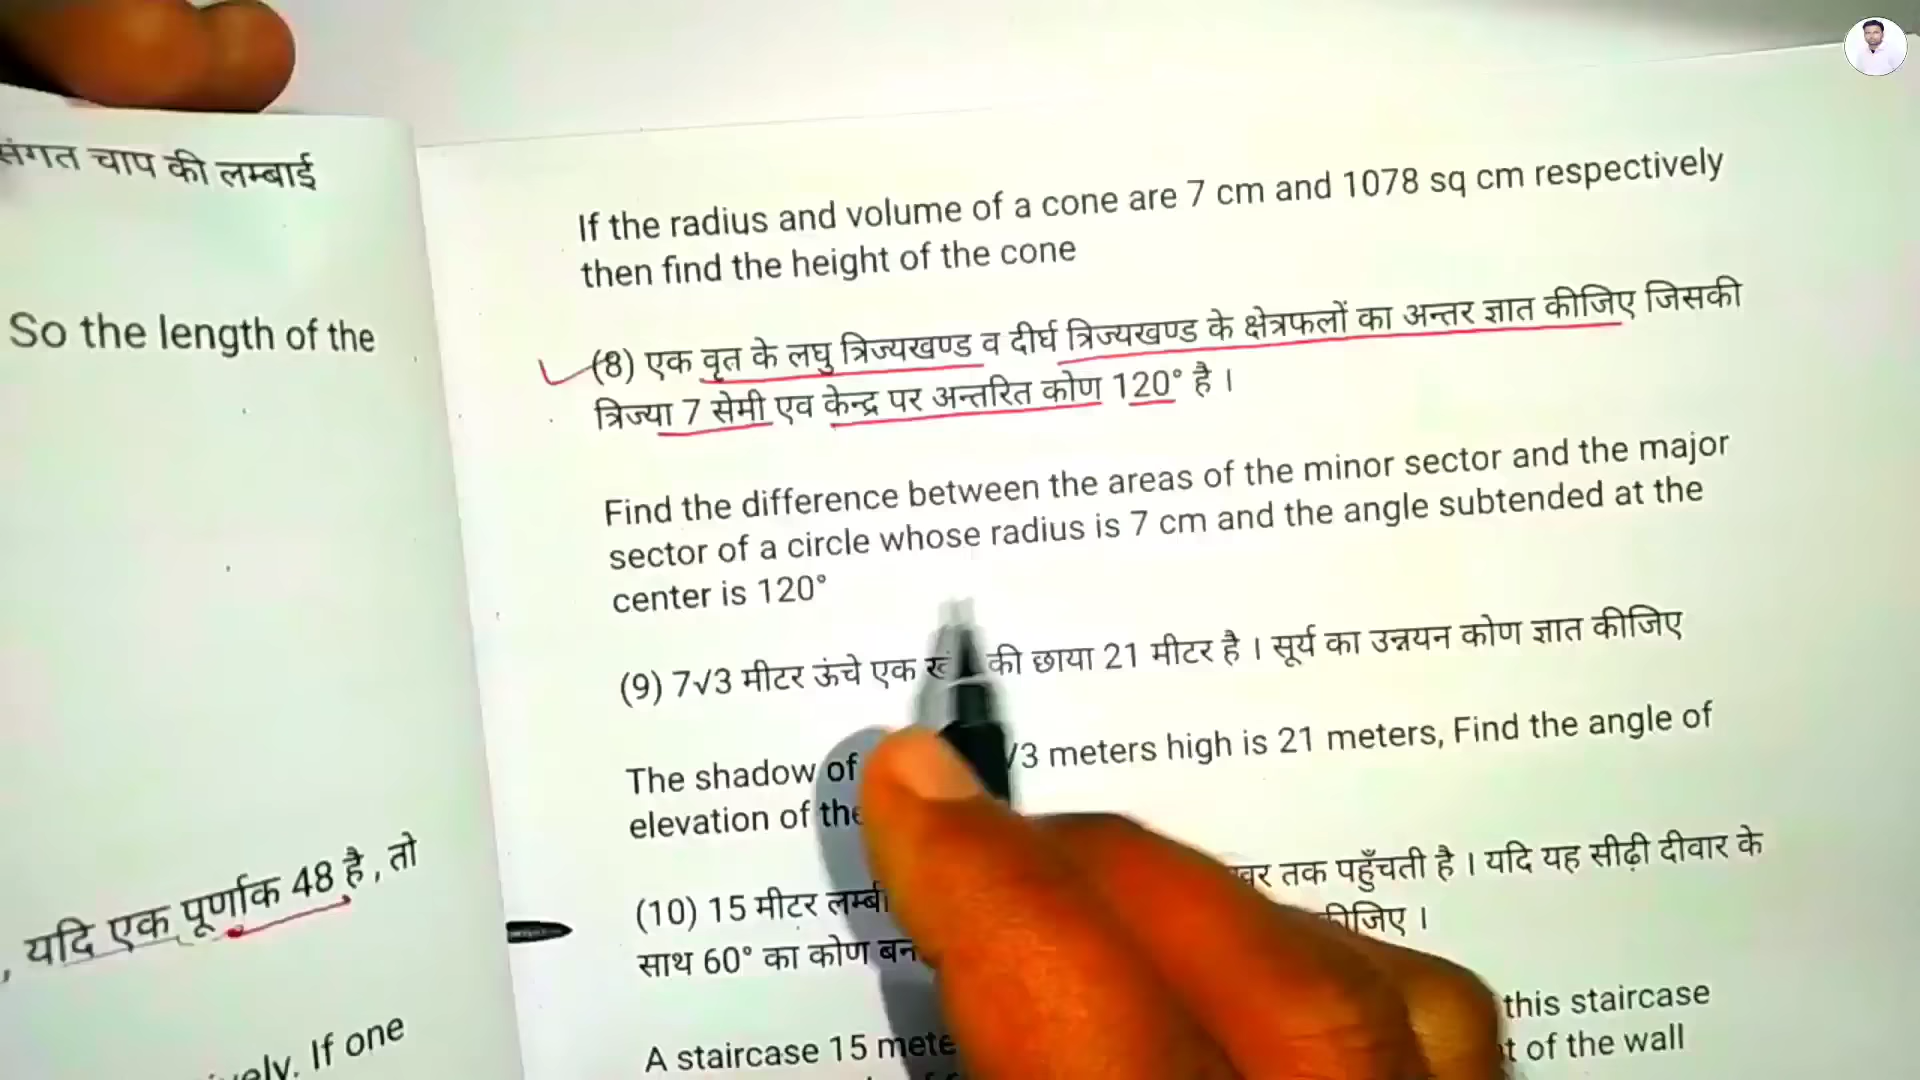 संगत चाप की लम्बाई
So the length of the
, यदि एक पूर्णाक 48 है, तो
If one
If the radius and volume of a cone are 7 cm and 1078 sq cm respectively
then find the height of the cone
(8) एक वृत के लघु त्रिज्यखण्ड व दीर्घ त्रिज्यखण्ड के क्षेत्रफलों का अन्तर ज्ञात कीजिए जिसकी
त्रिज्या 7 सेमी एव केन्द्र पर अन्तरित कोण 120° है ।
Find the difference between the areas of the minor sector and the major
sector of a circle whose radius is 7 cm and the angle subtended at the
center is 120°
(9) 7√3 मीटर ऊंचे एक की छाया 21 मीटर है । सूर्य का उन्नयन कोण ज्ञात कीजिए
The shadow of √3 meters high is 21 meters, Find the angle of
elevation of the
(10) 15 मीटर लम्बी तक पहुँचती है । यदि यह सीढ़ी दीवार के
साथ 60° का कोण कीजिए ।
A staircase 15 this staircase
of the wall